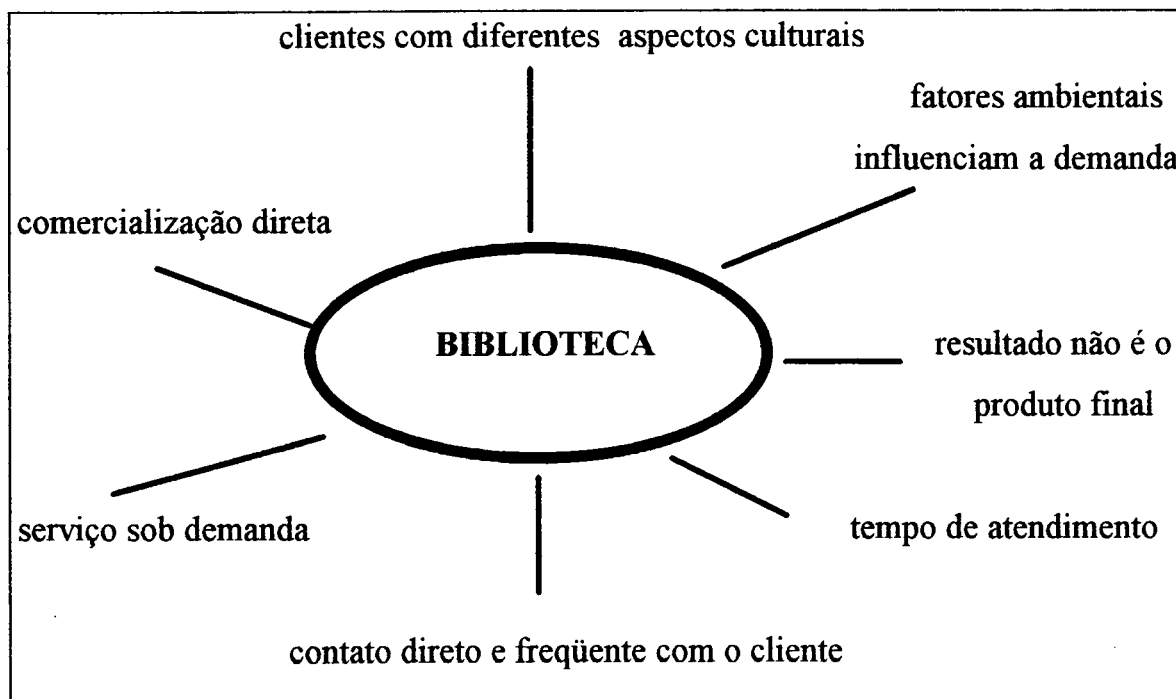 clientes com diferentes aspectos culturais
fatores ambientais
influenciam a demanda
comercialização direta
BIBLIOTECA
resultado não é o
produto final
serviço sob demanda
tempo de atendimento
contato direto e freqüente com o cliente